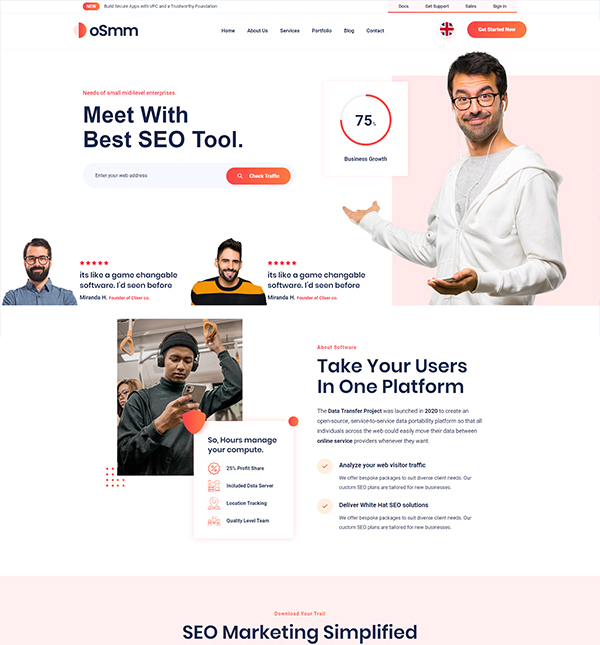 NEW Build Secure Apps with VPC and a Trustworthy Foundation
Docs Get Support Sales Sign in
oSmm
Home About Us Services Portfolio Blog Contact
Get Started Now
Needs of small mid-level enterprises.
Meet With
Best SEO Tool.
Enter your web address
Check Traffic
75%
Business Growth
its like a game changable
software. I'd seen before
Miranda H. Founder of Cliser co.
its like a game changable
software. I'd seen before
Miranda H. Founder of Cliser co.
So, Hours manage
your compute.
25% Profit Share
Included Data Server
Location Tracking
Quality Level Team
About Software
Take Your Users
In One Platform
The Data Transfer Project was launched in 2020 to create an
open-source, service-to-service data portability platform so that all
individuals across the web could easily move their data between
online service providers whenever they want.
Analyze your web visitor traffic
We offer bespoke packages to suit diverse client needs. Our
custom SEO plans are tailored for new businesses.
Deliver White Hat SEO solutions
We offer bespoke packages to suit diverse client needs. Our
custom SEO plans are tailored for new businesses.
Download Your Trail
SEO Marketing Simplified